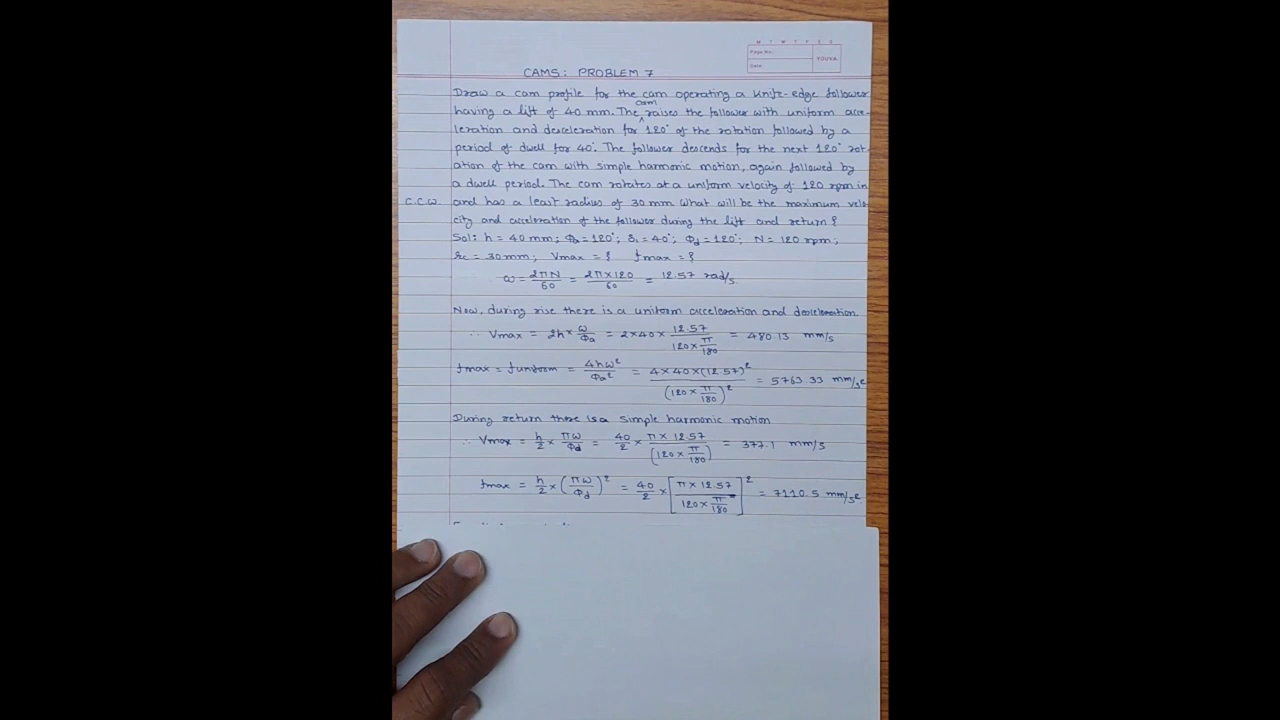 M T W T F S S
Page No.:
YOUVA
Date:
CAMS: PROBLEM 7
Draw a cam profile for the cam operating a knife-edge follower
having a lift of 40 mm. The cam raises the follower with uniform acce-
leration and desceleration for 120° of the rotation followed by a
period of dwell for 40°. The follower descends for the next 120° rot-
ation of the cam with simple harmonic motion, again followed by
a dwell period. The cam rotates at a uniform velocity of 120 rpm in
C.C.W. and has a least radius of 30 mm. What will be the maximum velo-
city and acceleration of the follower during the lift and return?
Sol: h = 40 mm; Φa = 120°; δ1 = 40°; Φd = 120°; N = 120 rpm;
rc = 30 mm; Vmax = ? fmax = ?
ω = 2πN/60 = 2π×120/60 = 12.57 rad/s.
Now, during rise there is a uniform acceleration and desceleration
∴ Vmax = 2h × ω/Φa = 2×40× 12.57/(120×π/180) = 480.13 mm/s
fmax = funiform = 4hω²/Φa² = 4×40×(12.57)²/(120×π/180)² = 5763.33 mm/s²
During return there is a simple harmonic motion
∴ Vmax = h/2 × πω/Φd = 40/2 × π×12.57/(120×π/180) = 377.1 mm/s
fmax = h/2 × (πω/Φd)² = 40/2 × [π×12.57/(120×π/180)]² = 7110.5 mm/s²